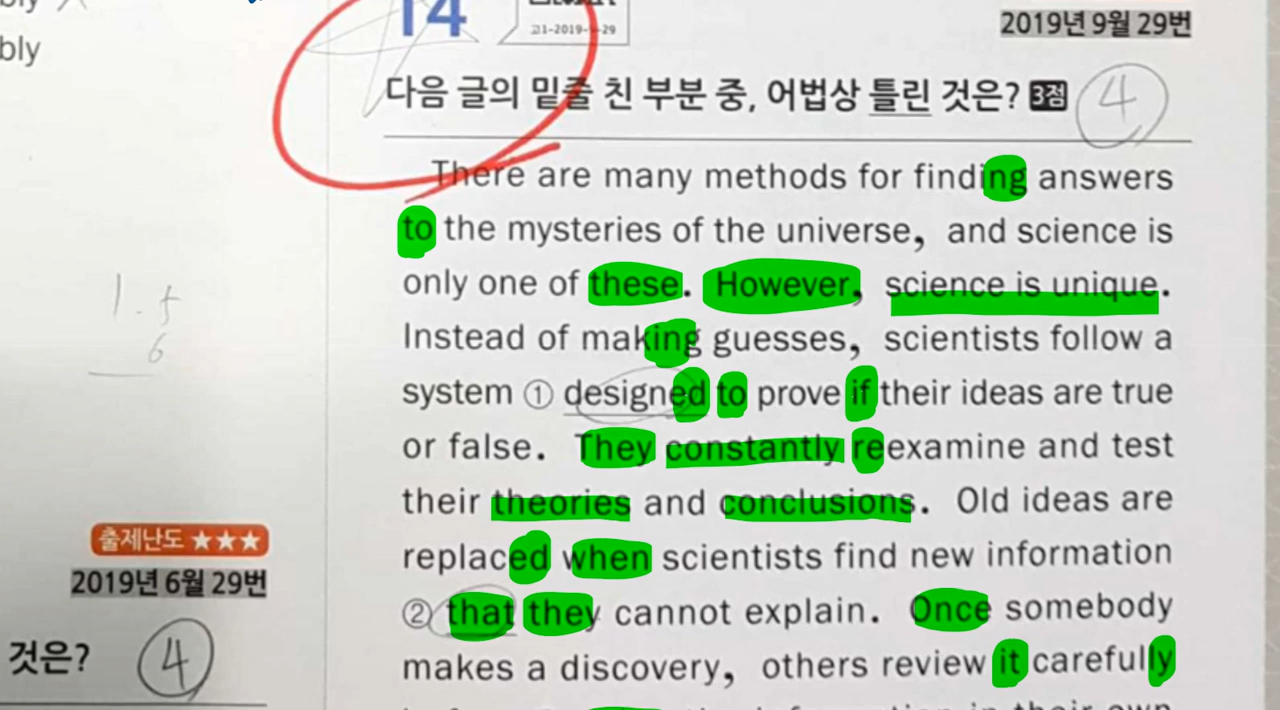 bly
14
고1-2019-9-29
2019년 9월 29번
다음 글의 밑줄 친 부분 중, 어법상 틀린 것은? 3점
4
There are many methods for finding answers
to the mysteries of the universe, and science is
only one of these. However, science is unique.
Instead of making guesses, scientists follow a
system ① designed to prove if their ideas are true
or false. They constantly reexamine and test
their theories and conclusions. Old ideas are
replaced when scientists find new information
② that they cannot explain. Once somebody
makes a discovery, others review it carefully
information in their own
출제난도 ★★★
2019년 6월 29번
것은?
4